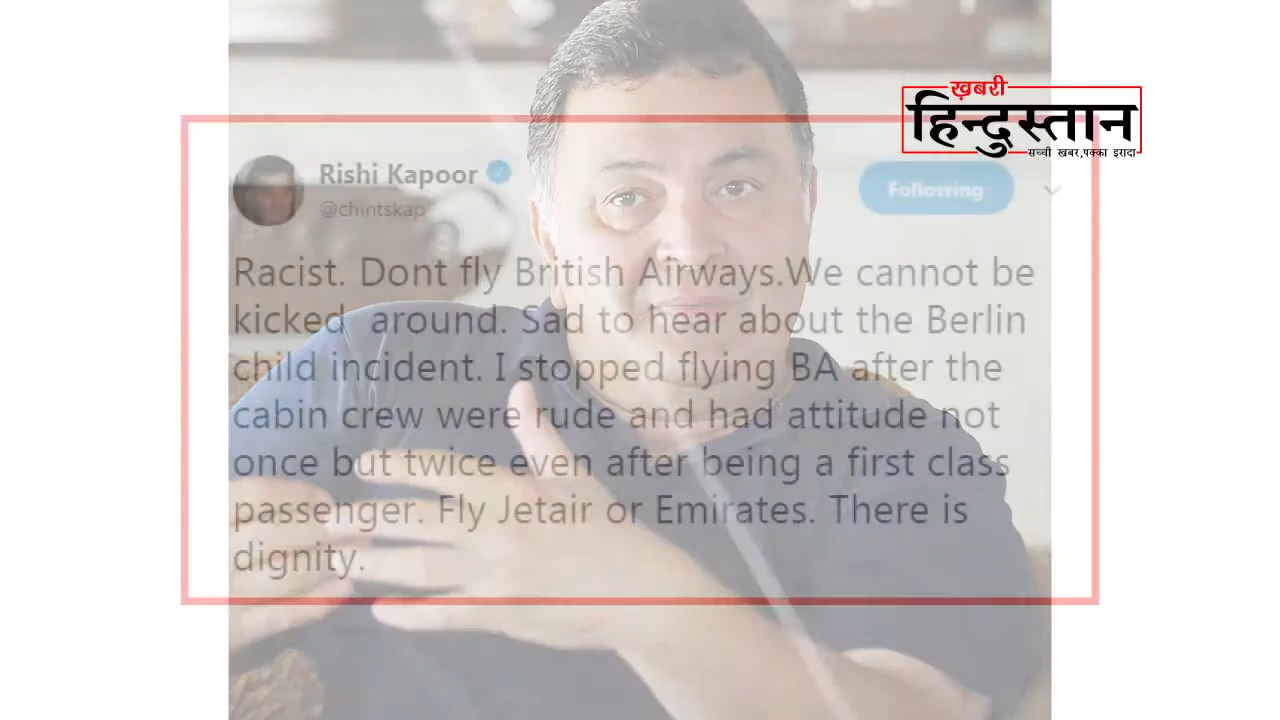 ख़बरी
हिन्दुस्तान
सच्ची खबर,पक्का इरादा
Rishi Kapoor
@chintskap
Following
Racist. Dont fly British Airways.We cannot be
kicked around. Sad to hear about the Berlin
child incident. I stopped flying BA after the
cabin crew were rude and had attitude not
once but twice even after being a first class
passenger. Fly Jetair or Emirates. There is
dignity.